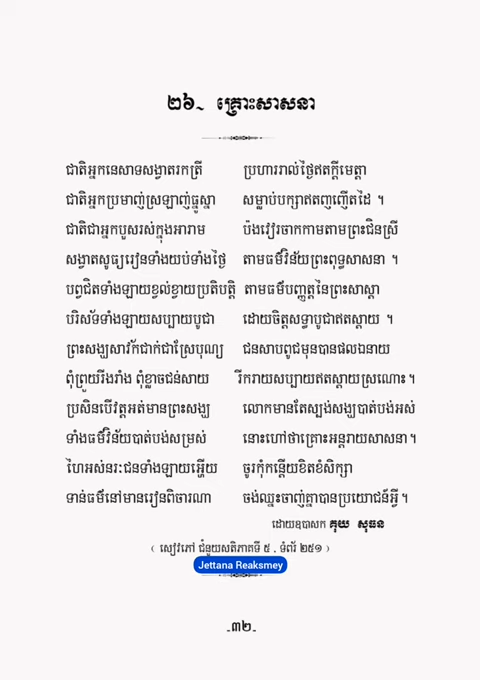 ២៦~ គ្រោះសាសនា
ជាតិអ្នកនេសាទសង្វាតរកត្រី ប្រហាររាល់ថ្ងៃឥតក្ដីមេត្តា
ជាតិអ្នកប្រមាញ់ស្រឡាញ់ធ្នូស្នា សម្លាប់បក្សាឥតញញើតដៃ ។
ជាតិជាអ្នកបួសរស់ក្នុងអារាម ប៉ងវៀរចាកកាមតាមព្រះជិនស្រី
សង្វាតសូធ្យរៀនទាំងយប់ទាំងថ្ងៃ តាមធម៌វិន័យព្រះពុទ្ធសាសនា ។
បព្វជិតទាំងឡាយខ្វល់ខ្វាយប្រតិបត្តិ តាមធម៌បញ្ញត្តនៃព្រះសាស្ដា
បរិស័ទទាំងឡាយសប្បាយបូជា ដោយចិត្តសទ្ធាបូជាឥតស្ដាយ ។
ព្រះសង្ឃសាវ័កជាក់ជាស្រែបុណ្យ ជនសាបពូជមុនបានផលឯនាយ
ពុំព្រួយរីងរាំង ពុំខ្លាចជន់សាយ រីករាយសប្បាយឥតស្ដាយស្រណោះ ។
ប្រសិនបើវត្តអត់មានព្រះសង្ឃ លោកមានតែស្បង់សង្ឃបាត់បង់អស់
ទាំងធម៌វិន័យបាត់បង់សម្រស់ នោះហៅថាគ្រោះអន្តរាយសាសនា ។
ហៃអស់នរៈជនទាំងឡាយអ្ហើយ ចូរកុំកន្តើយខិតខំសិក្សា
ទាន់ធម៌នៅមានរៀនពិចារណា ចង់ឈ្នះចាញ់គ្នាបានប្រយោជន៍អ្វី ។
ដោយឧបាសក គុយ សុធន
( សៀវភៅ ជំនួយសតិភាគទី ៥ , ទំព័រ ២៥១ )
Jettana Reaksmey
-៣២-